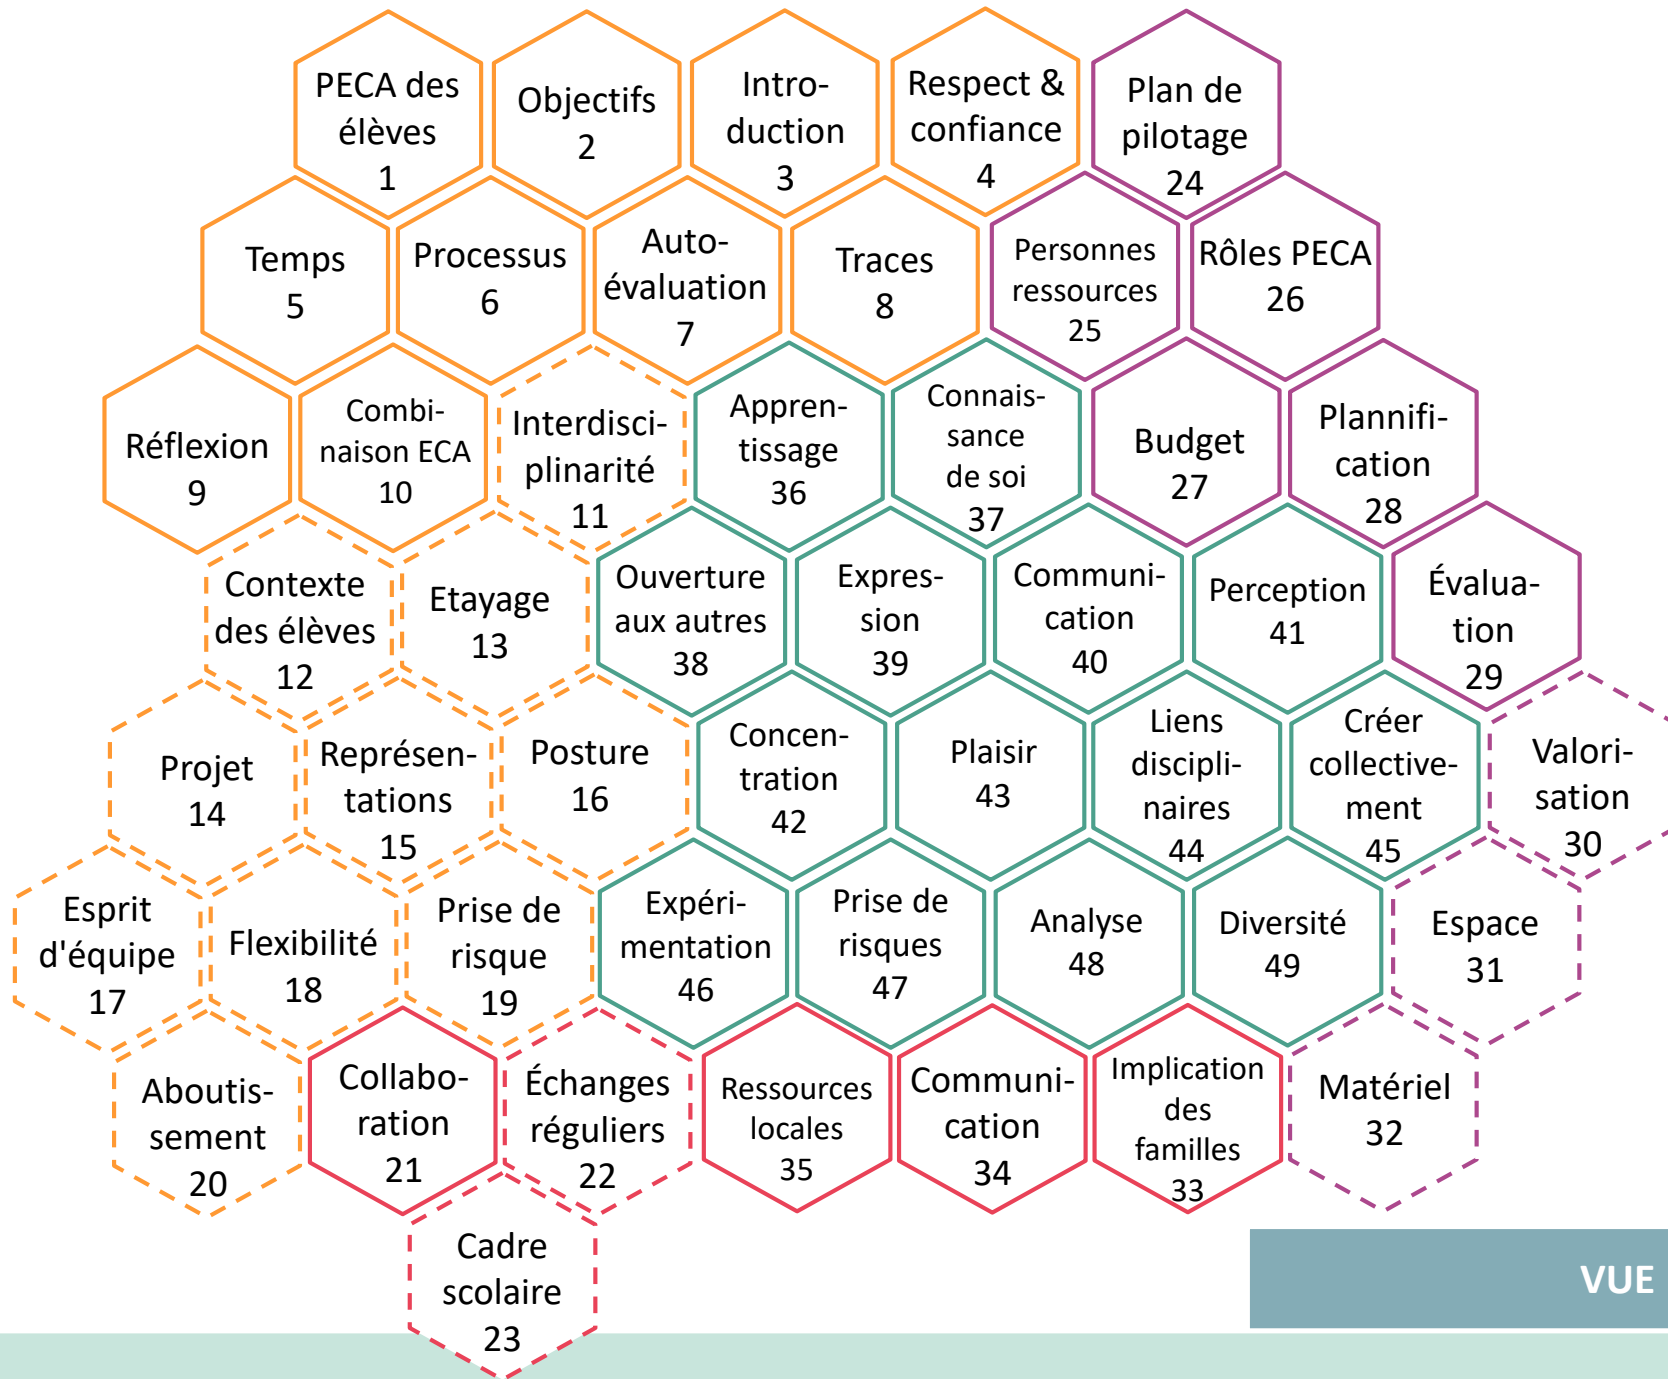 PECA des
élèves
1
Objectifs
2
Intro-
duction
3
Respect &
confiance
4
Plan de
pilotage
24
Temps
5
Processus
6
Auto-
évaluation
7
Traces
8
Personnes
ressources
25
Rôles PECA
26
Réflexion
9
Combi-
naison ECA
10
Interdisci-
plinarité
11
Appren-
tissage
36
Connais-
sance
de soi
37
Budget
27
Plannifi-
cation
28
Contexte
des élèves
12
Etayage
13
Ouverture
aux autres
38
Expres-
sion
39
Communi-
cation
40
Perception
41
Évalua-
tion
29
Projet
14
Représen-
tations
15
Posture
16
Concen-
tration
42
Plaisir
43
Liens
discipli-
naires
44
Créer
collective-
ment
45
Valori-
sation
30
Esprit
d'équipe
17
Flexibilité
18
Prise de
risque
19
Expéri-
mentation
46
Prise de
risques
47
Analyse
48
Diversité
49
Espace
31
Aboutis-
sement
20
Collabo-
ration
21
Échanges
réguliers
22
Ressources
locales
35
Communi-
cation
34
Implication
des
familles
33
Matériel
32
Cadre
scolaire
23
VUE